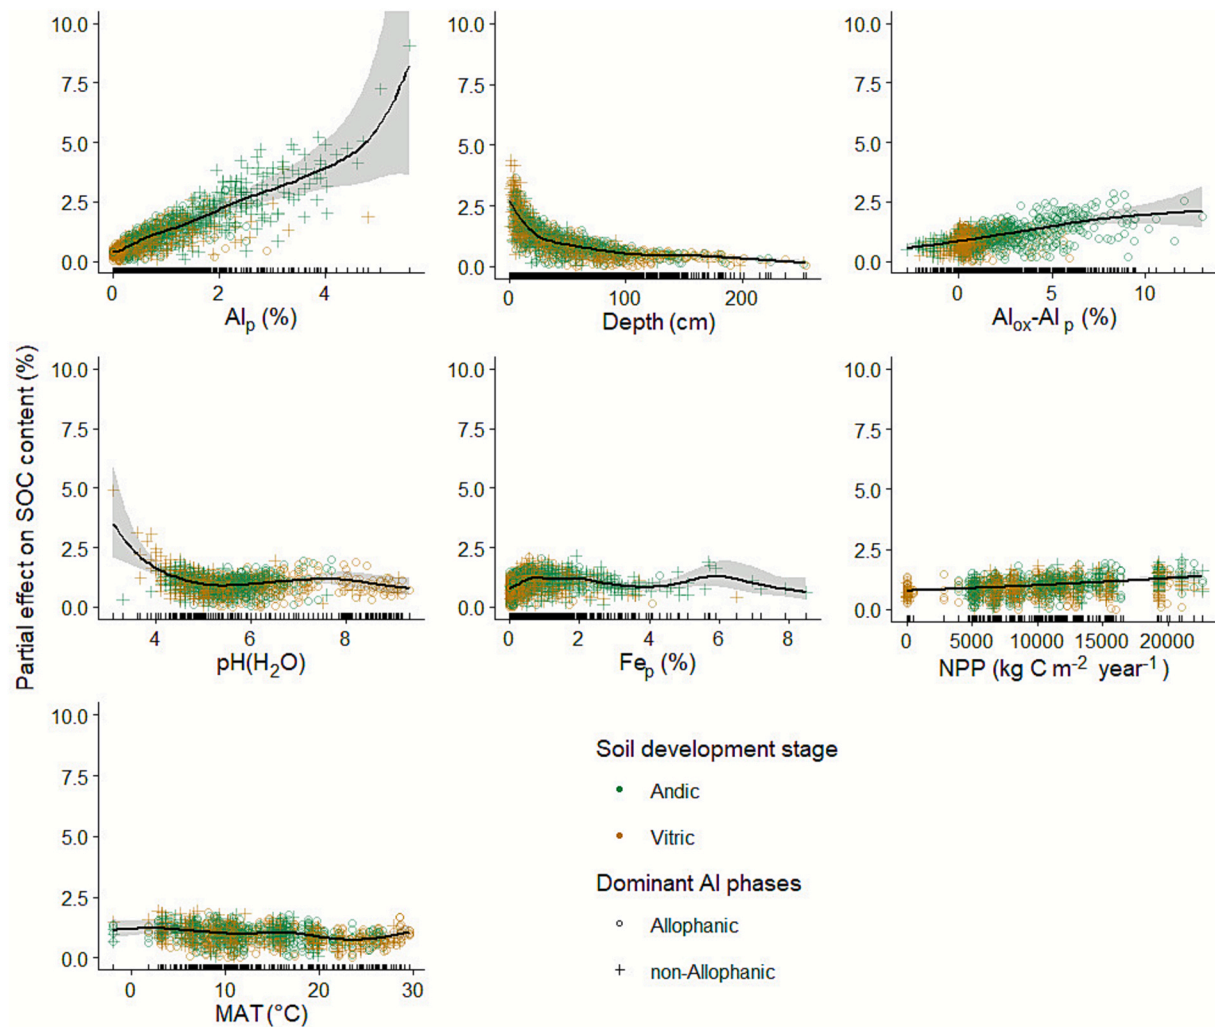 10.0
7.5
5.0
2.5
0.0
0 2 4
Alp (%)
10.0
7.5
5.0
2.5
0.0
0 100 200
Depth (cm)
10.0
7.5
5.0
2.5
0.0
0 5 10
Alox-Alp (%)
Partial effect on SOC content (%)
10.0
7.5
5.0
2.5
0.0
4 6 8
pH(H2O)
10.0
7.5
5.0
2.5
0.0
0 2 4 6 8
Fep (%)
10.0
7.5
5.0
2.5
0.0
0 5000 10000 15000 20000
NPP (kg C m-2 year-1)
10.0
7.5
5.0
2.5
0.0
0 10 20 30
MAT (°C)
Soil development stage
Andic
Vitric
Dominant Al phases
Allophanic
non-Allophanic